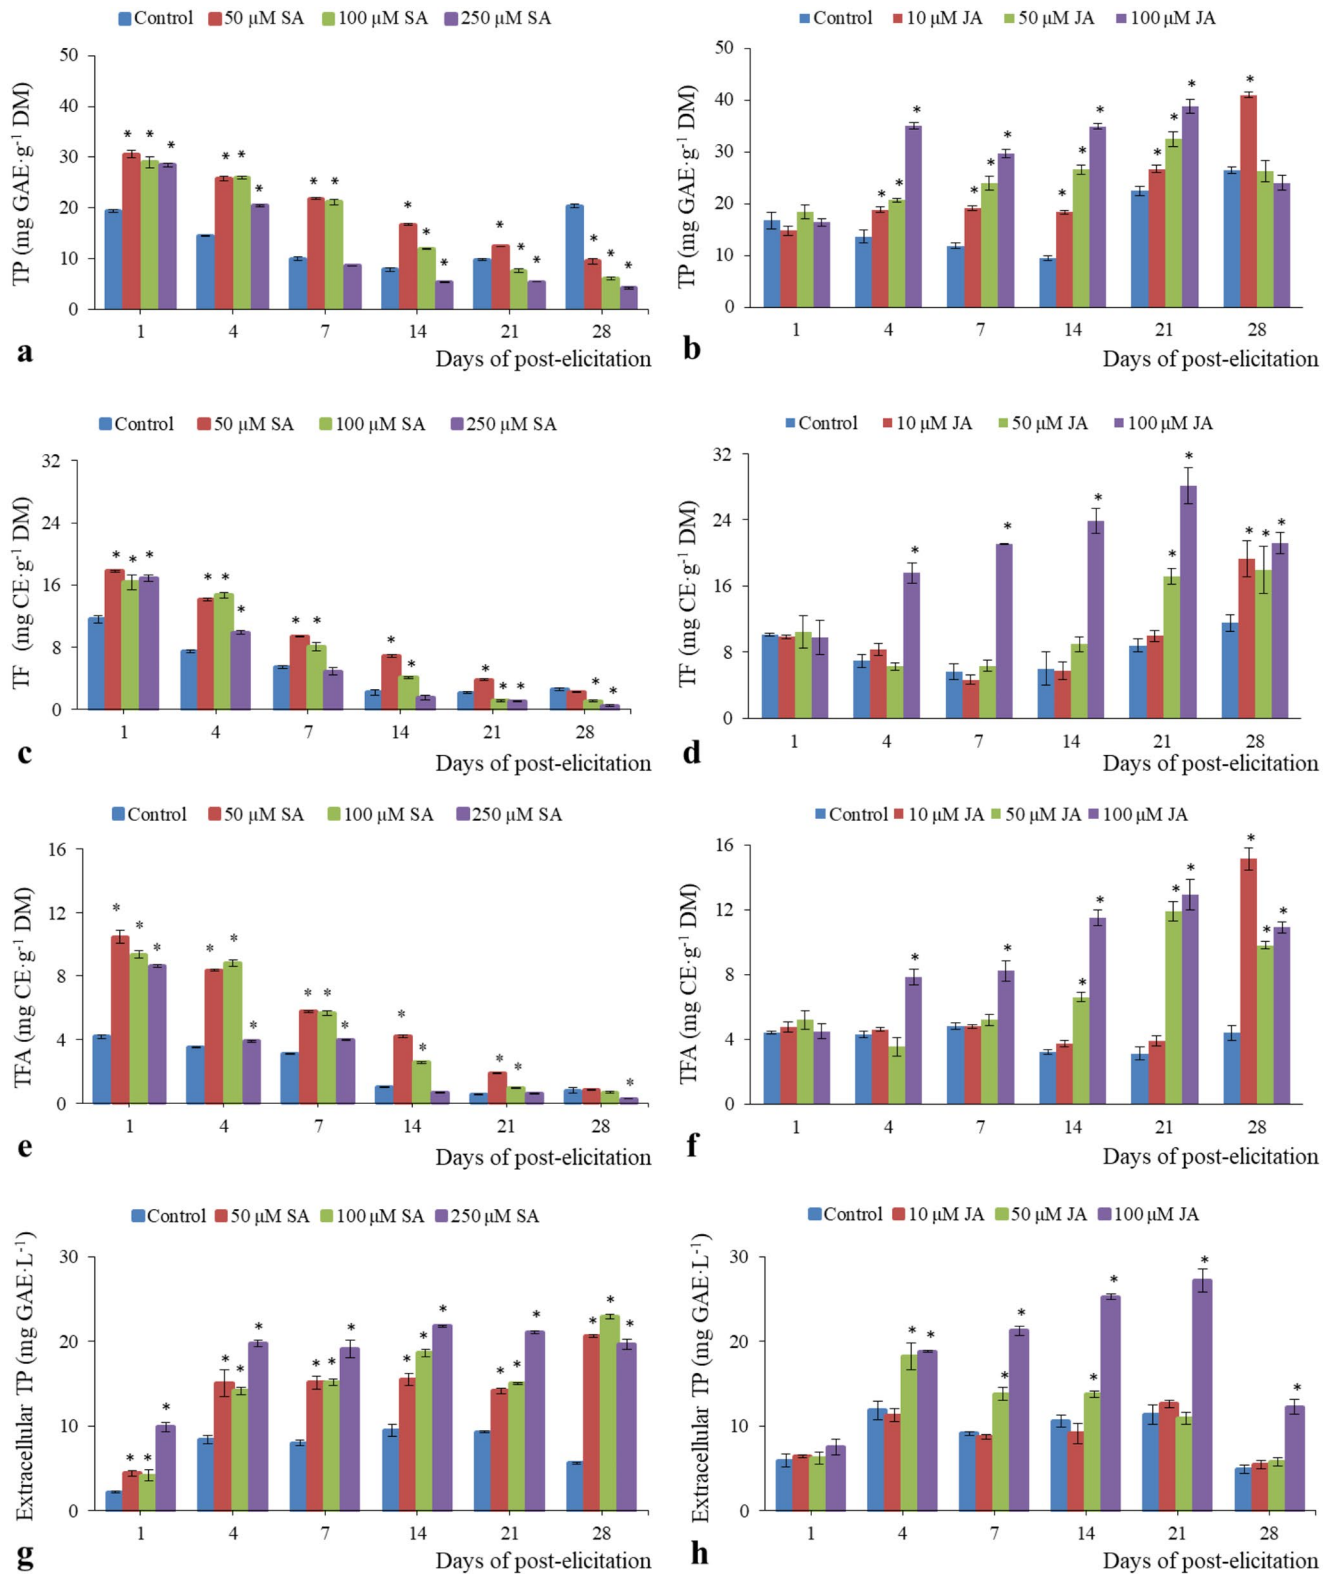 Control 50 μM SA 100 μM SA 250 μM SA
TP (mg GAE·g⁻¹ DM)
50
40
30
20
10
0
* * *
* * *
* *
* * *
* * *
* * *
1 4 7 14 21 28
a
Days of post-elicitation
Control 10 μM JA 50 μM JA 100 μM JA
TP (mg GAE·g⁻¹ DM)
50
40
30
20
10
0
* * *
* * *
* * *
* * *
*
1 4 7 14 21 28
b
Days of post-elicitation
Control 50 μM SA 100 μM SA 250 μM SA
TF (mg CE·g⁻¹ DM)
32
24
16
8
0
* * *
* * *
* *
* *
* * *
* *
1 4 7 14 21 28
c
Days of post-elicitation
Control 10 μM JA 50 μM JA 100 μM JA
TF (mg CE·g⁻¹ DM)
32
24
16
8
0
*
*
*
* *
* * *
1 4 7 14 21 28
d
Days of post-elicitation
Control 50 μM SA 100 μM SA 250 μM SA
TFA (mg CE·g⁻¹ DM)
16
12
8
4
0
* * *
* * *
* * *
* *
* *
*
1 4 7 14 21 28
e
Days of post-elicitation
Control 10 μM JA 50 μM JA 100 μM JA
TFA (mg CE·g⁻¹ DM)
16
12
8
4
0
*
*
* *
* *
* * *
1 4 7 14 21 28
f
Days of post-elicitation
Control 50 μM SA 100 μM SA 250 μM SA
Extracellular TP (mg GAE·L⁻¹)
30
20
10
0
* * *
* * *
* * *
* * *
* * *
* * *
1 4 7 14 21 28
g
Days of post-elicitation
Control 10 μM JA 50 μM JA 100 μM JA
Extracellular TP (mg GAE·L⁻¹)
30
20
10
0
* *
* *
* *
*
*
1 4 7 14 21 28
h
Days of post-elicitation